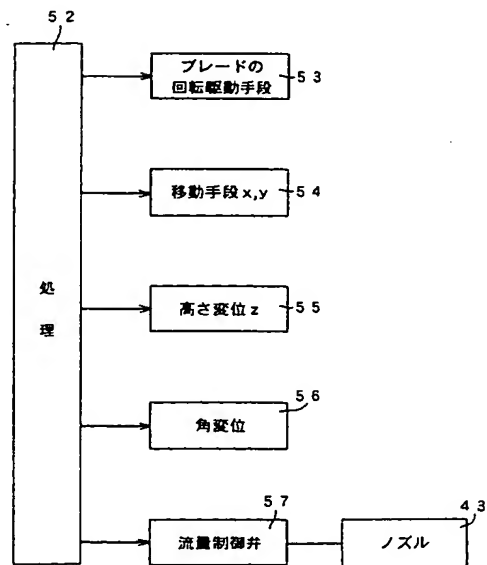 52
処理
ブレードの
回転駆動手段
53
移動手段x,y
54
高さ変位z
55
角変位
56
流量制御弁
57
ノズル
43